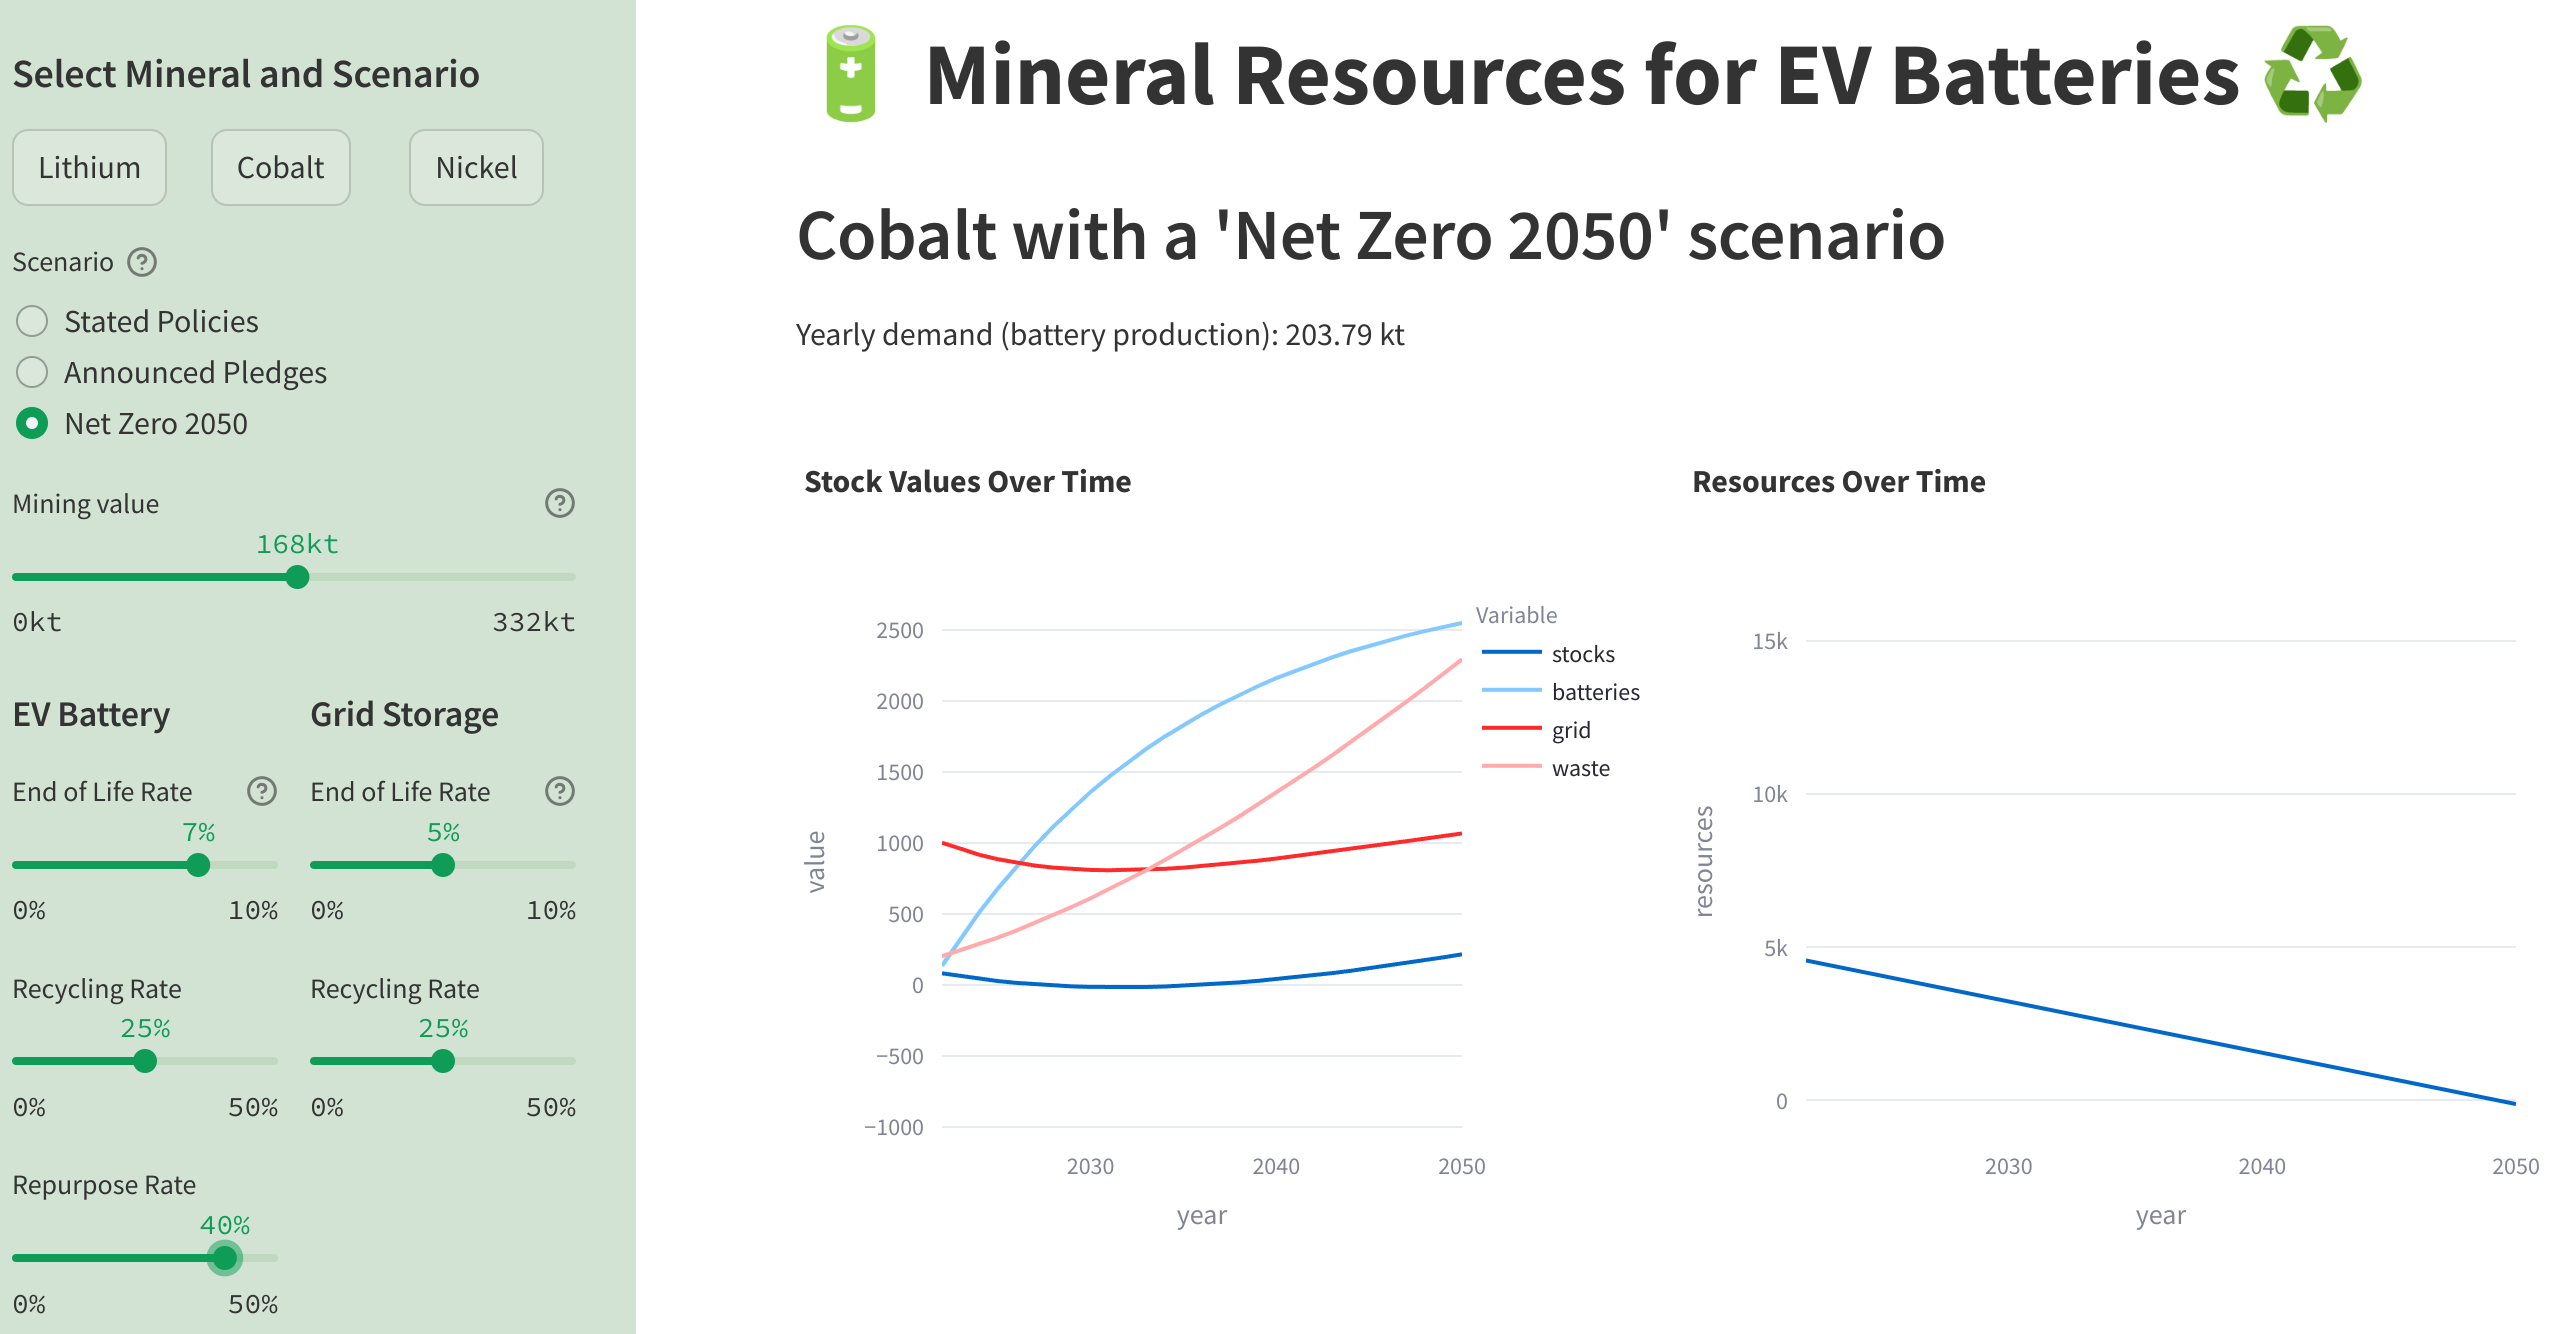 Select Mineral and Scenario
Lithium
Cobalt
Nickel
Scenario
Stated Policies
Announced Pledges
Net Zero 2050
Mining value
168kt
0kt
332kt
EV Battery
Grid Storage
End of Life Rate
End of Life Rate
7%
5%
0%
10%
0%
10%
Recycling Rate
Recycling Rate
25%
25%
0%
50%
0%
50%
Repurpose Rate
40%
0%
50%
Mineral Resources for EV Batteries
Cobalt with a 'Net Zero 2050' scenario
Yearly demand (battery production): 203.79 kt
Stock Values Over Time
2500
2000
1500
1000
500
0
−500
−1000
value
2030
2040
2050
year
Variable
stocks
batteries
grid
waste
Resources Over Time
15k
10k
5k
0
resources
2030
2040
2050
year